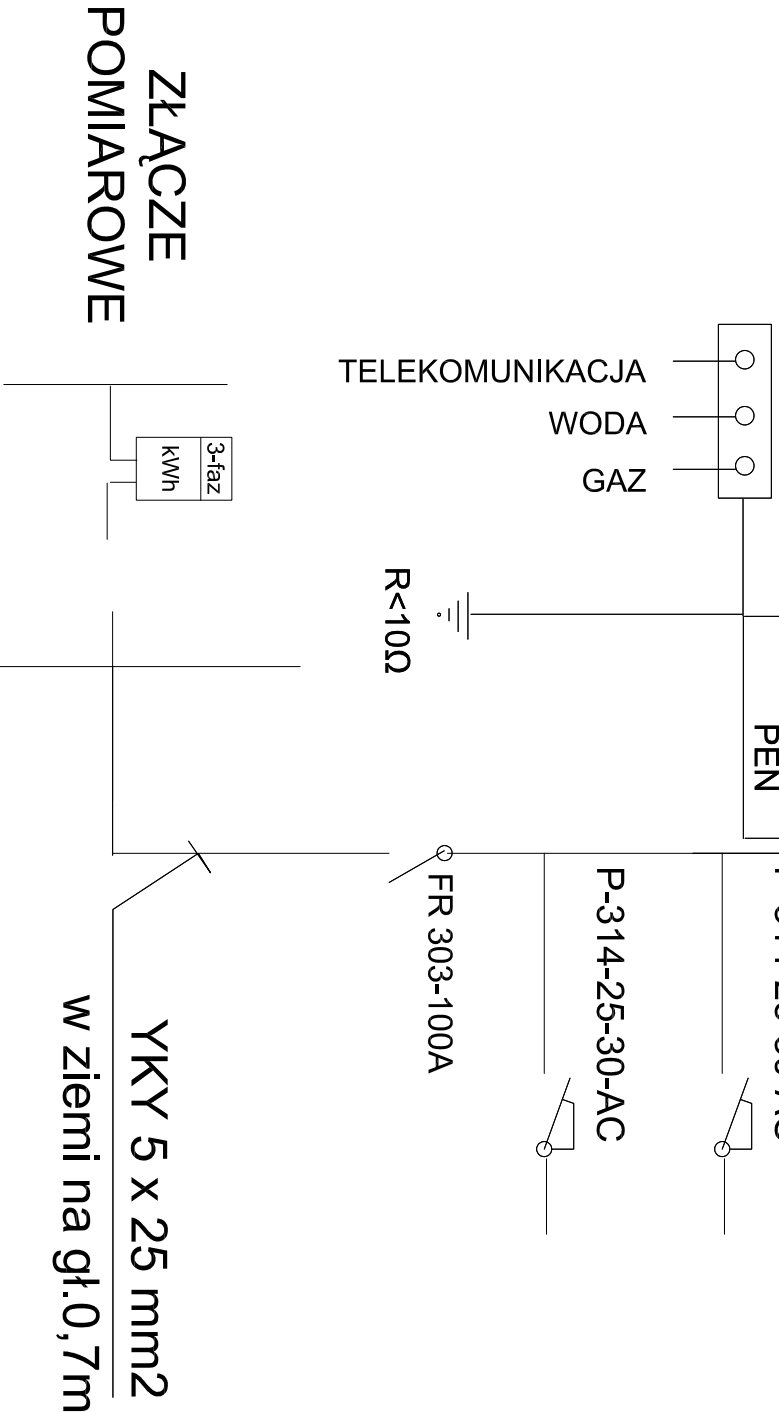 ZŁĄCZE
POMIAROWE
3-faz
kWh
TELEKOMUNIKACJA
WODA
GAZ
R<10Ω
PEN
FR 303-100A
P-314-25-30-AC
YKY 5 x 25 mm2
w ziemi na gł.0,7m